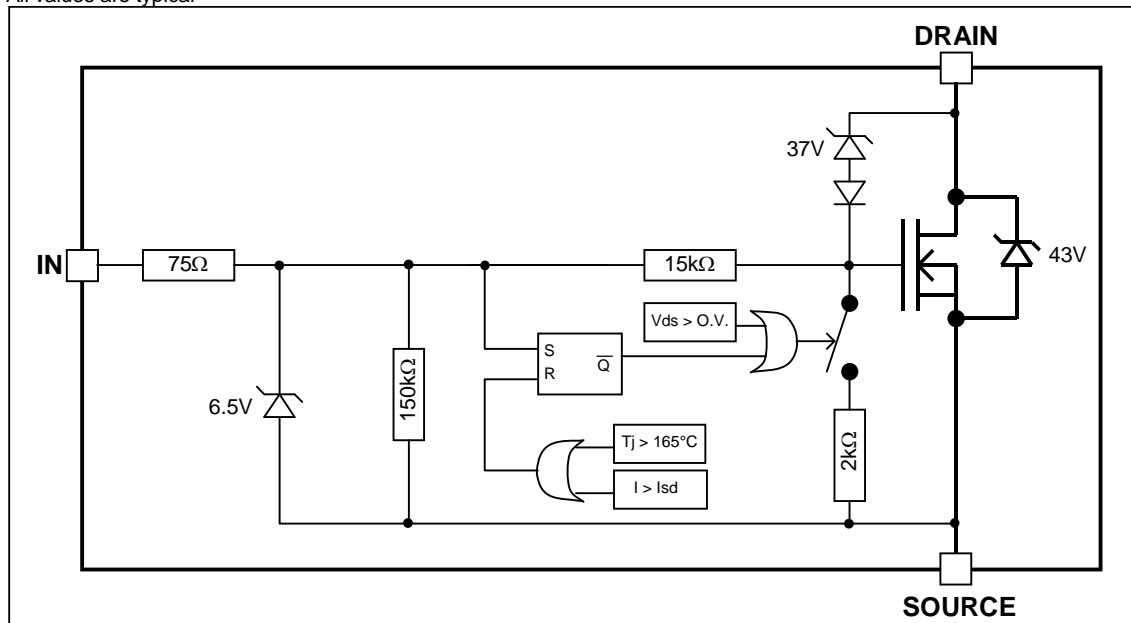 All values are typical
DRAIN
37V
IN
75Ω
15kΩ
43V
Vds > O.V.
S
R
Q̅
6.5V
150kΩ
Tj > 165°C
I > Isd
2kΩ
SOURCE